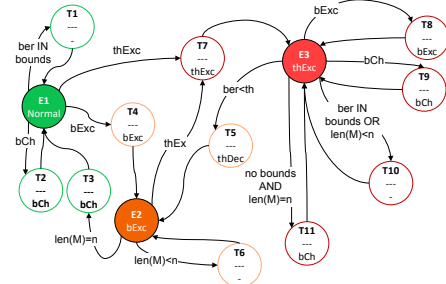 T1
---
-
ber IN
bounds
thExc
E1
Normal
bExc
T4
---
bExc
bCh
T2
---
bCh
T3
---
bCh
len(M)=n
E2
bExc
len(M)<n
T6
---
-
thEx
T7
---
thExc
ber<th
T5
---
thDec
E3
thExc
bExc
T8
---
bExc
bCh
T9
---
bCh
ber IN
bounds OR
len(M)<n
T10
---
-
no bounds
AND
len(M)=n
T11
---
bCh